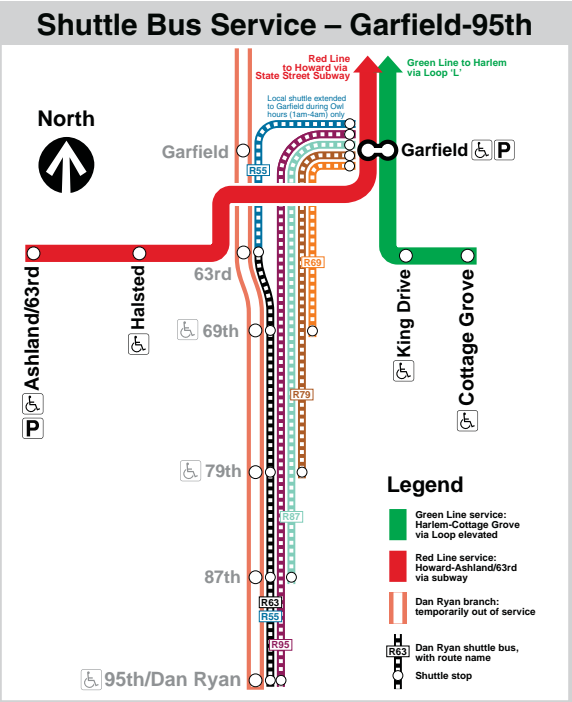 Shuttle Bus Service – Garfield-95th
Red Line
to Howard via
State Street Subway
Green Line to Harlem
via Loop ‘L’
Local shuttle extended
to Garfield during Owl
hours (1am-4am) only
North
Garfield
Garfield
P
R55
63rd
R69
Ashland/63rd
P
Halsted
King Drive
Cottage Grove
69th
R79
79th
R87
87th
R63
R55
R95
95th/Dan Ryan
Legend
Green Line service:
Harlem-Cottage Grove
via Loop elevated
Red Line service:
Howard-Ashland/63rd
via subway
Dan Ryan branch:
temporarily out of service
R63
Dan Ryan shuttle bus,
with route name
Shuttle stop